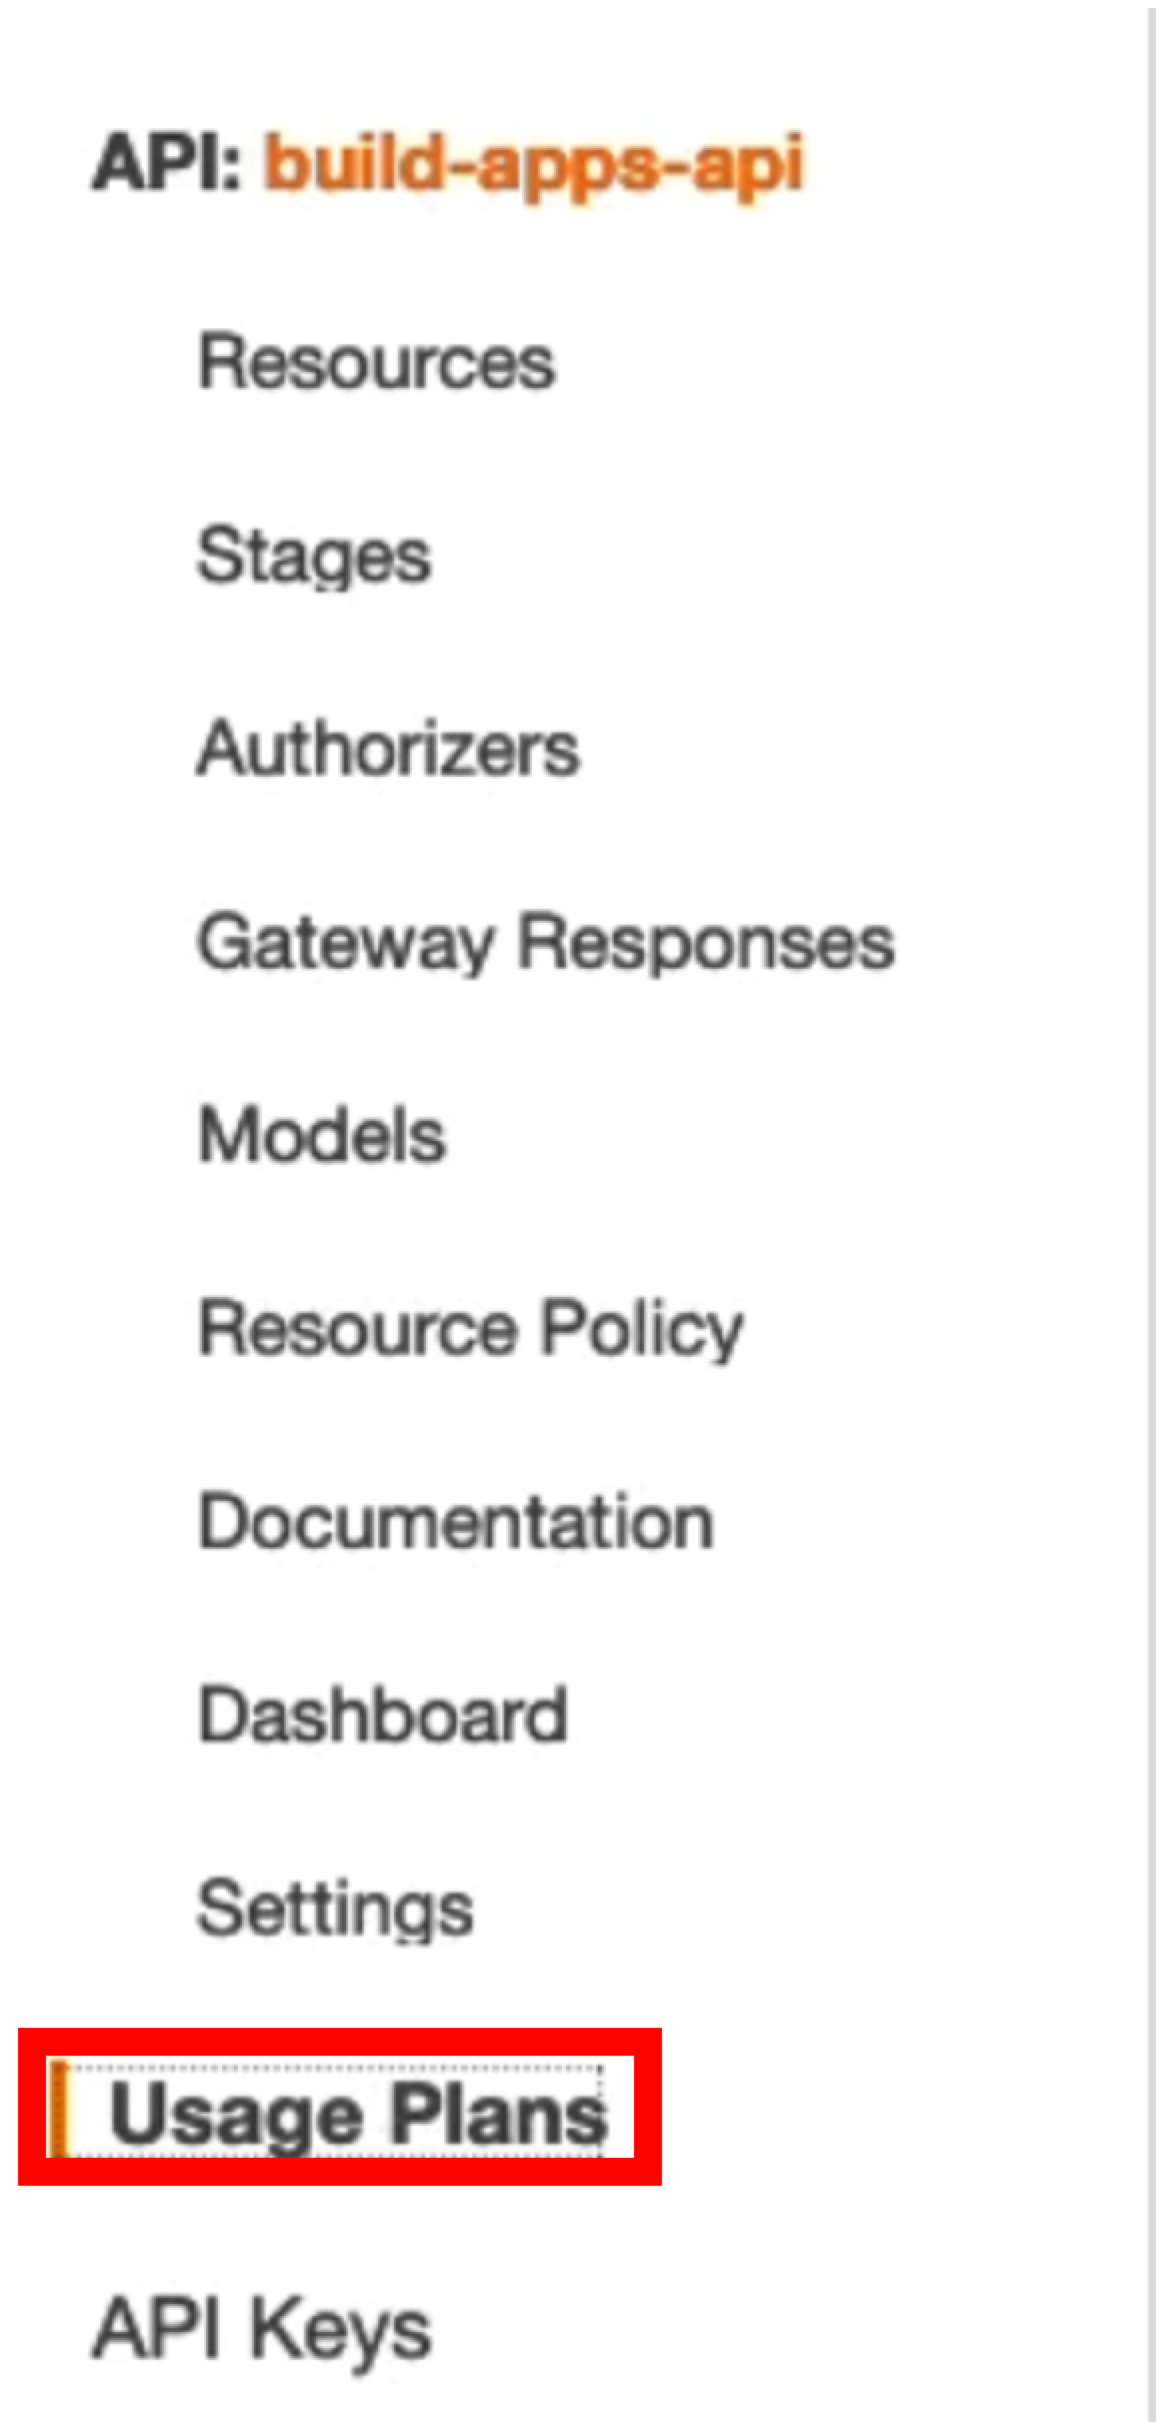 API: build-apps-api
Resources
Stages
Authorizers
Gateway Responses
Models
Resource Policy
Documentation
Dashboard
Settings
Usage Plans
API Keys